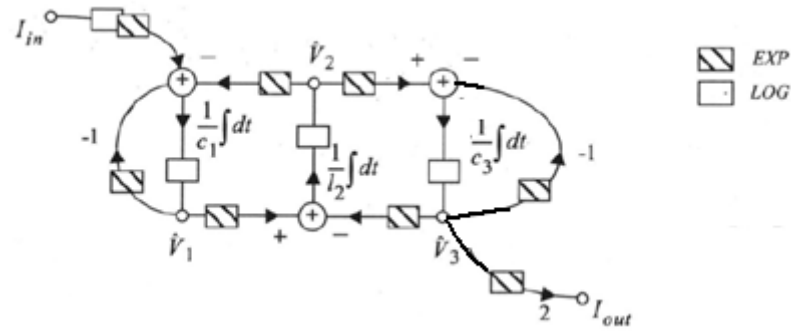 I_in
−
V̂_2
+
−
EXP
LOG
+
+
-1
1/c_1 ∫dt
1/l_2 ∫dt
1/c_3 ∫dt
-1
+
+
−
V̂_1
V̂_3
2
I_out